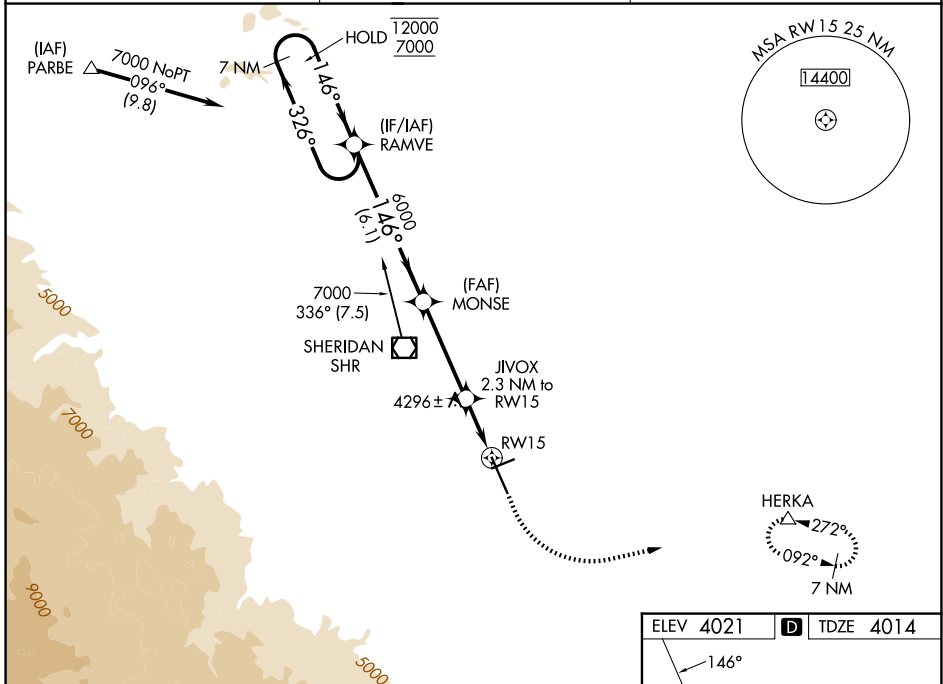 (IAF)
PARBE
7000 NoPT
096°
(9.8)
7 NM
HOLD
12000
7000
146°
326°
(IF/IAF)
RAMVE
MSA RW15 25 NM
14400
6000
146°
(6.1)
7000
336° (7.5)
(FAF)
MONSE
SHERIDAN
SHR
JIVOX
2.3 NM to
RW15
4296±
RW15
HERKA
272°
092°
7 NM
5000
7000
9000
5000
ELEV 4021
D
TDZE 4014
146°